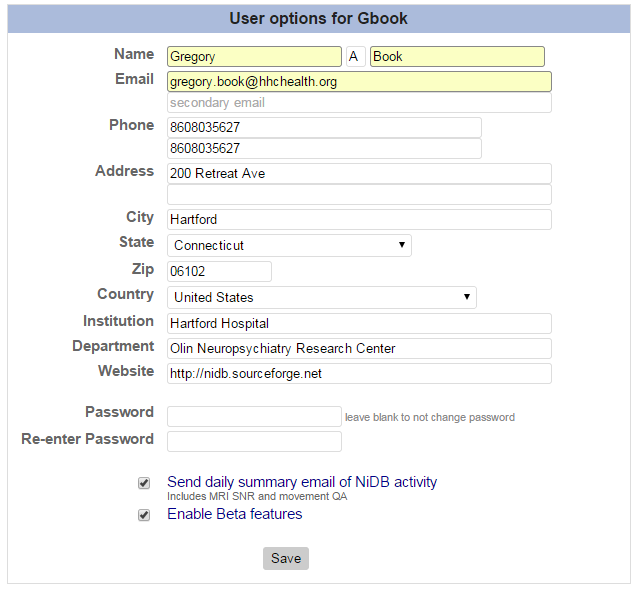 User options for Gbook
Name Gregory A Book
Email gregory.book@hhchealth.org
secondary email
Phone 8608035627
8608035627
Address 200 Retreat Ave
City Hartford
State Connecticut
Zip 06102
Country United States
Institution Hartford Hospital
Department Olin Neuropsychiatry Research Center
Website http://nidb.sourceforge.net
Password leave blank to not change password
Re-enter Password
Send daily summary email of NiDB activity
Includes MRI SNR and movement QA
Enable Beta features
Save